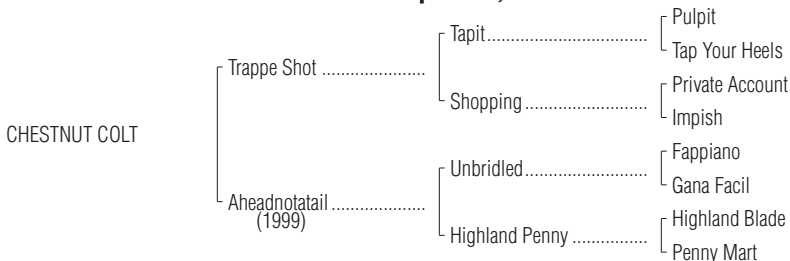 Pulpit
Tapit
Tap Your Heels
Trappe Shot
Private Account
Shopping
Impish
CHESTNUT COLT
Fappiano
Unbridled
Gana Facil
Aheadnotatail
(1999)
Highland Blade
Highland Penny
Penny Mart